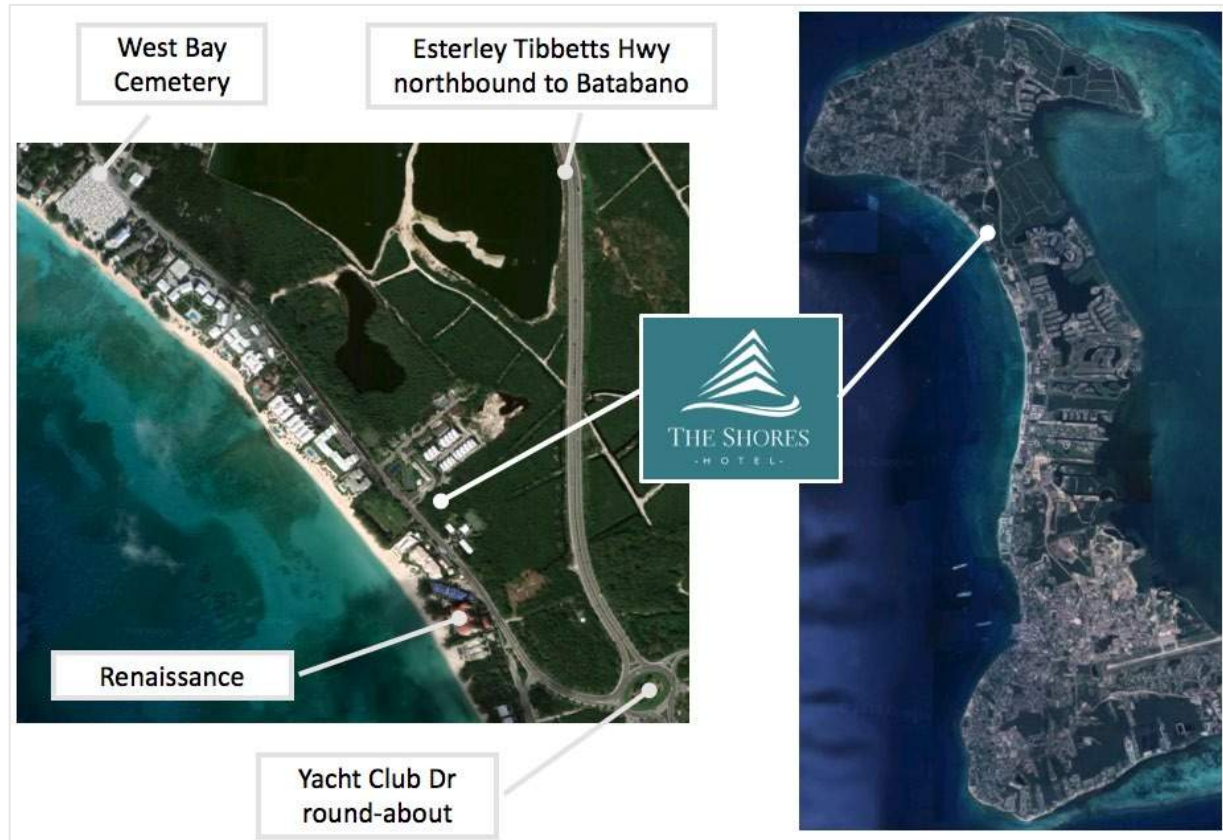 West Bay
Cemetery
Esterley Tibbetts Hwy
northbound to Batabano
THE SHORES
-HOTEL-
Renaissance
Yacht Club Dr
round-about